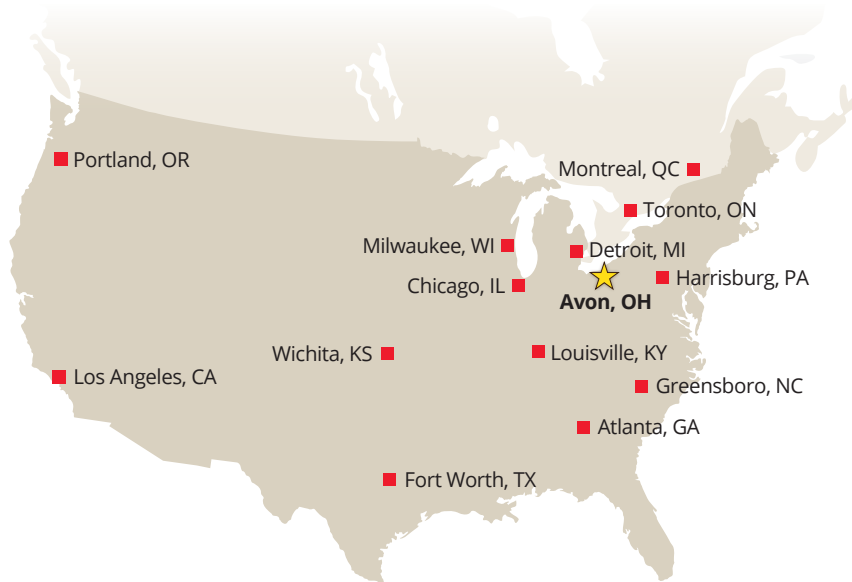 Portland, OR
Montreal, QC
Toronto, ON
Milwaukee, WI
Detroit, MI
Chicago, IL
Harrisburg, PA
Avon, OH
Wichita, KS
Louisville, KY
Los Angeles, CA
Greensboro, NC
Atlanta, GA
Fort Worth, TX